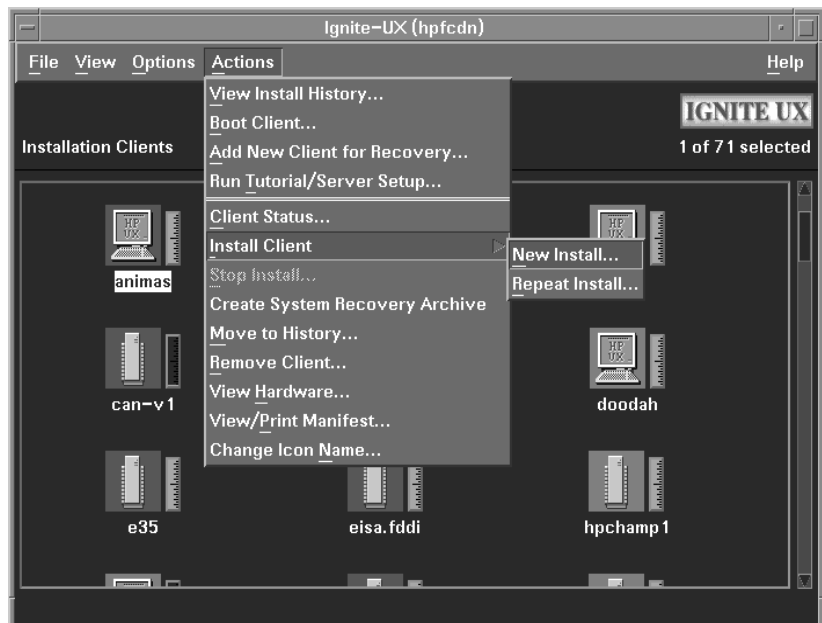 Ignite-UX (hpfcdn)
File View Options Actions Help
View Install History...
Boot Client...
Add New Client for Recovery...
Run Tutorial/Server Setup...
Client Status...
Install Client
Stop Install...
Create System Recovery Archive
Move to History...
Remove Client...
View Hardware...
View/Print Manifest...
Change Icon Name...
New Install...
Repeat Install...
IGNITE UX
Installation Clients
1 of 71 selected
HP
UX
HP
UX
animas
HP
UX
can-v1
doodah
e35
eisa.fddi
hpchamp1